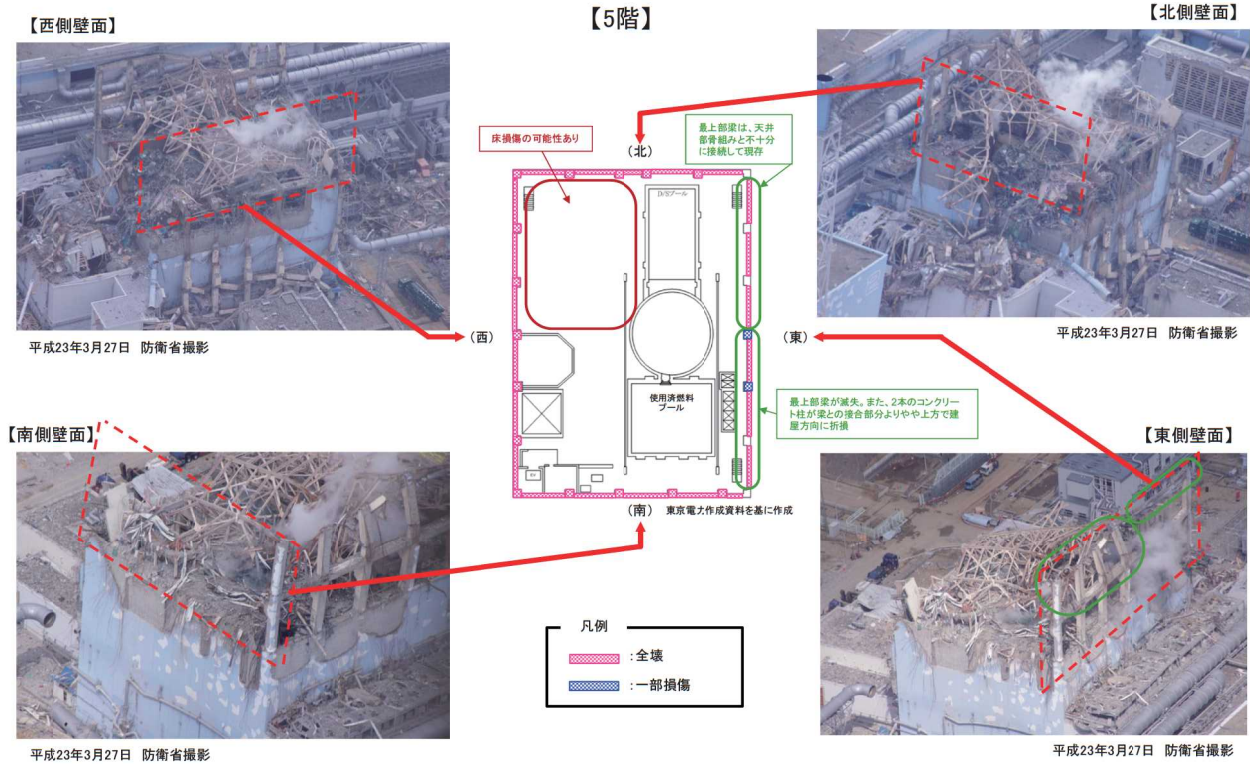 【5階】
【西側壁面】
【北側壁面】
床損傷の可能性あり
（北）
最上部梁は、天井
部骨組みと不十分
に接続して現存
D/Sプール
平成23年3月27日 防衛省撮影
（西）
（東）
平成23年3月27日 防衛省撮影
使用済燃料
プール
最上部梁が滅失。また、2本のコンクリー
ト柱が梁との接合部分よりやや上方で建
屋方向に折損
【南側壁面】
【東側壁面】
（南） 東京電力作成資料を基に作成
凡例
：全壊
：一部損傷
平成23年3月27日 防衛省撮影
平成23年3月27日 防衛省撮影